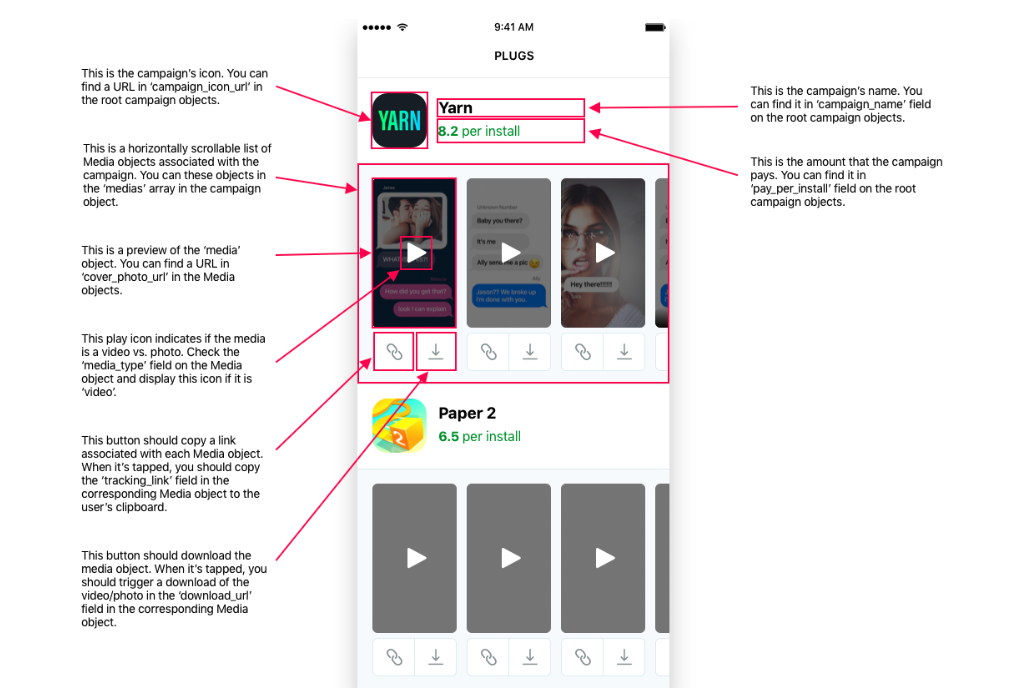 9:41 AM
PLUGS
This is the campaign's icon. You can
find a URL in 'campaign_icon_url' in
the root campaign objects.
This is a horizontally scrollable list of
Media objects associated with the
campaign. You can these objects in
the 'medias' array in the campaign
object.
This is a preview of the 'media'
object. You can find a URL in
'cover_photo_url' in the Media
objects.
This play icon indicates if the media
is a video vs. photo. Check the
'media_type' field on the Media
object and display this icon if it is
'video'.
This button should copy a link
associated with each Media object.
When it's tapped, you should copy
the 'tracking_link' field in the
corresponding Media object to the
user's clipboard.
This button should download the
media object. When it's tapped, you
should trigger a download of the
video/photo in the 'download_url'
field in the corresponding Media
object.
YARN
Yarn
8.2 per install
How did you get that?
look I can explain
Unknown Number
Baby you there?
It's me
Ally send me a pic
Ally
Jason?? We broke up
I'm done with you.
Hey there!!!!!!
Paper 2
6.5 per install
2
This is the campaign's name. You
can find it in 'campaign_name' field
on the root campaign objects.
This is the amount that the campaign
pays. You can find it in
'pay_per_install' field on the root
campaign objects.